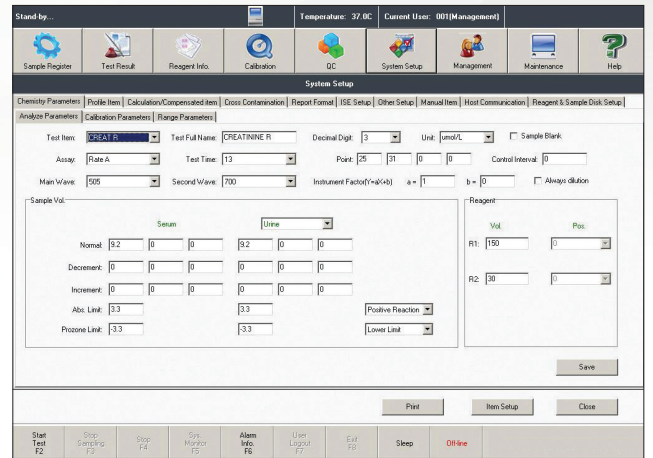 Stand-by... Temperature: 37.0C Current User: 001(Management)
Sample Register Test Result Reagent Info. Calibration QC System Setup Management Maintenance Help
System Setup
Chemistry Parameters Profile Item Calculation/Compensated item Cross Contamination Report Format ISE Setup Other Setup Manual Item Host Communication Reagent & Sample Disk Setup
Analyze Parameters Calibration Parameters Range Parameters
Test Item: CREAT R Test Full Name: CREATININE R Decimal Digit: 3 Unit: umol/L Sample Blank
Assay: Rate A Test Time: 13 Point: 25 31 0 0 Control Interval: 0
Main Wave: 505 Second Wave: 700 Instrument Factor(Y=aX+b) a = 1 b = 0 Always dilution
Sample Vol. Reagent
Serum Urine Vol. Pos.
Normal: 9.2 0 0 9.2 0 0 R1: 150 0
Decrement: 0 0 0 0 0 0
Increment: 0 0 0 0 0 0 R2: 30 0
Abs. Limit: 3.3 3.3 Positive Reaction
Prozone Limit: -3.3 -3.3 Lower Limit
Save
Print Item Setup Close
Start Test F2 Stop Sampling F3 Stop F4 Sys. Monitor F5 Alarm Info. F6 User Logout F7 Exit F8 Sleep Off-line